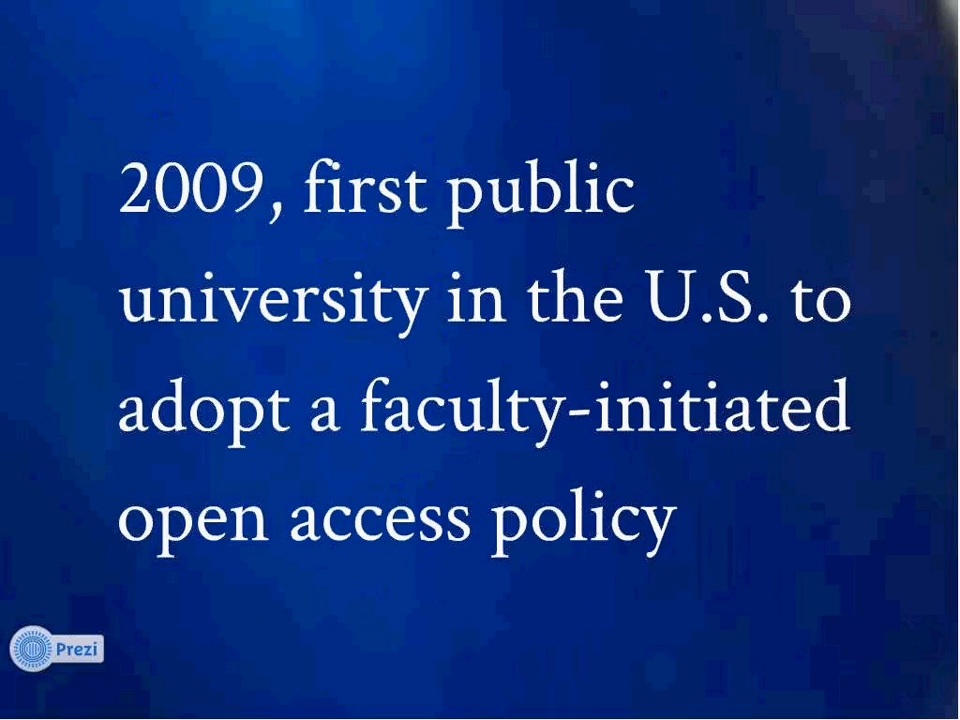 2009, first public
university in the U.S. to
adopt a faculty-initiated
open access policy
Prezi